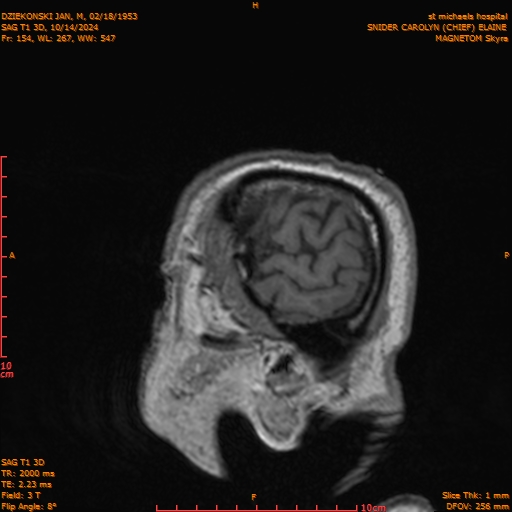 H
DZIEKONSKI JAN, M, 02/18/1953
SAG T1 3D, 10/14/2024
Fr: 154, WL: 267, WW: 547
st michaels hospital
SNIDER CAROLYN (CHIEF) ELAINE
MAGNETOM Skyra
A
P
10
cm
SAG T1 3D
TR: 2000 ms
TE: 2.23 ms
Field: 3 T
Flip Angle: 8°
F
10cm
Slice Thk: 1 mm
DFOV: 256 mm